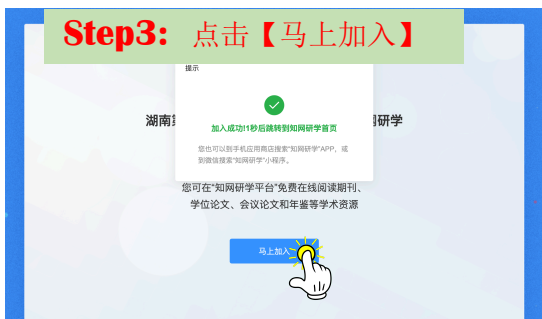 Step3: 点击【马上加入】
提示
加入成功!1秒后跳转到知网研学首页
湖南
网研学
您也可以到手机应用商店搜索“知网研学”APP，或
到微信搜索“知网研学”小程序。
您可在“知网研学平台”免费在线阅读期刊、
学位论文、会议论文和年鉴等学术资源
马上加入